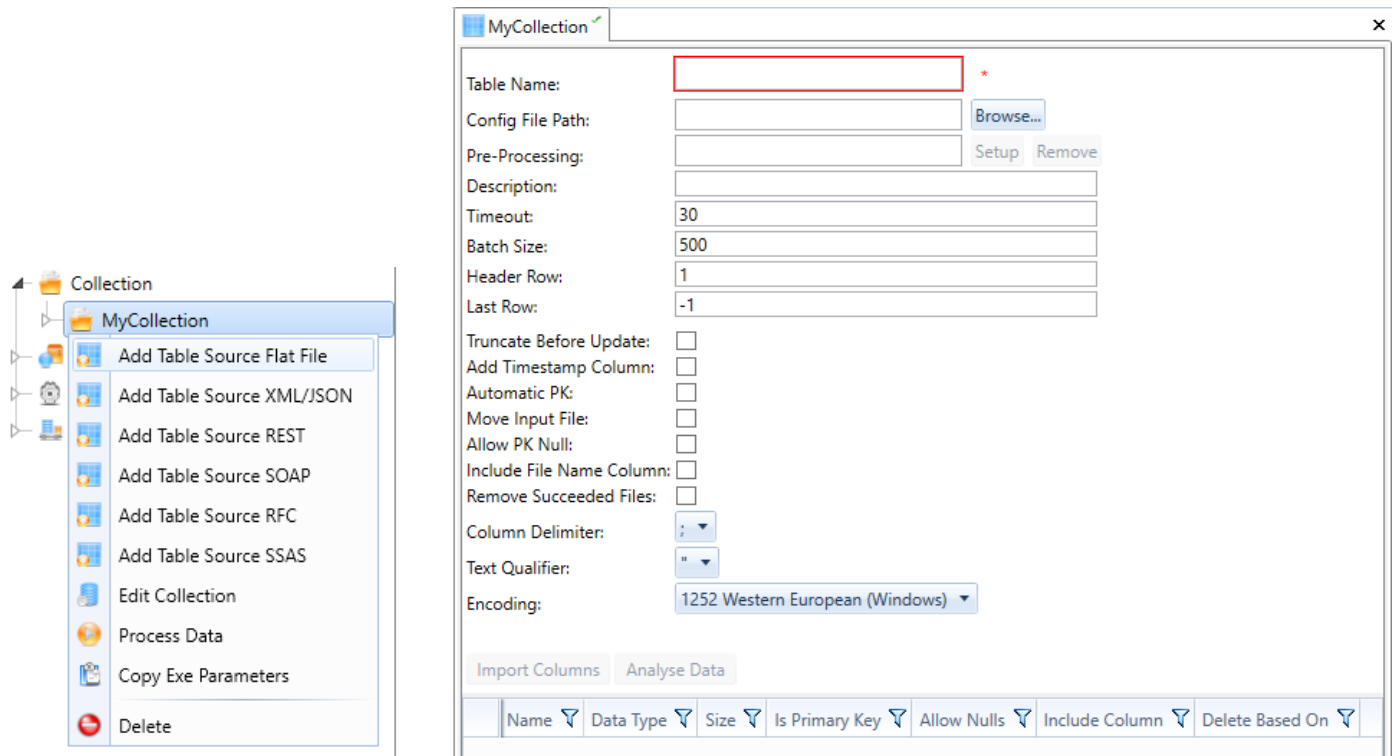 Collection
MyCollection
Add Table Source Flat File
Add Table Source XML/JSON
Add Table Source REST
Add Table Source SOAP
Add Table Source RFC
Add Table Source SSAS
Edit Collection
Process Data
Copy Exe Parameters
Delete
MyCollection
Table Name: *
Config File Path: Browse...
Pre-Processing: Setup Remove
Description:
Timeout: 30
Batch Size: 500
Header Row: 1
Last Row: -1
Truncate Before Update:
Add Timestamp Column:
Automatic PK:
Move Input File:
Allow PK Null:
Include File Name Column:
Remove Succeeded Files:
Column Delimiter: ;
Text Qualifier: "
Encoding: 1252 Western European (Windows)
Import Columns Analyse Data
Name Data Type Size Is Primary Key Allow Nulls Include Column Delete Based On